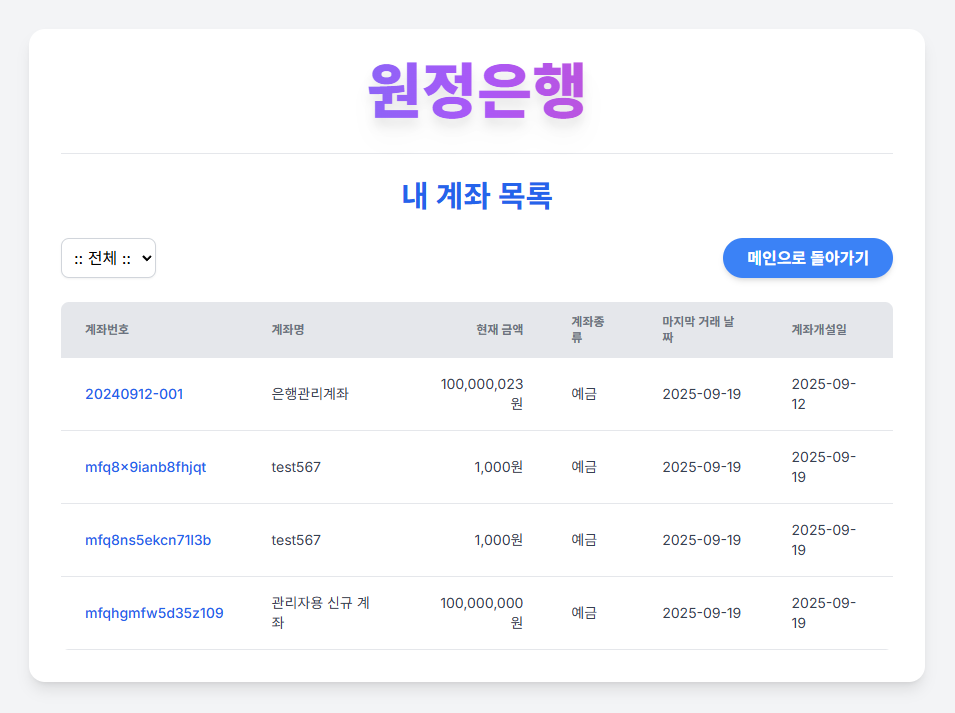 원정은행
내 계좌 목록
:: 전체 ::
메인으로 돌아가기
계좌번호 계좌명 현재 금액 계좌종류 마지막 거래 날짜 계좌개설일
20240912-001 은행관리계좌 100,000,023원 예금 2025-09-19 2025-09-12
mfq8x9ianb8fhjqt test567 1,000원 예금 2025-09-19 2025-09-19
mfq8ns5ekcn71l3b test567 1,000원 예금 2025-09-19 2025-09-19
mfqhgmfw5d35z109 관리자용 신규 계좌 100,000,000원 예금 2025-09-19 2025-09-19